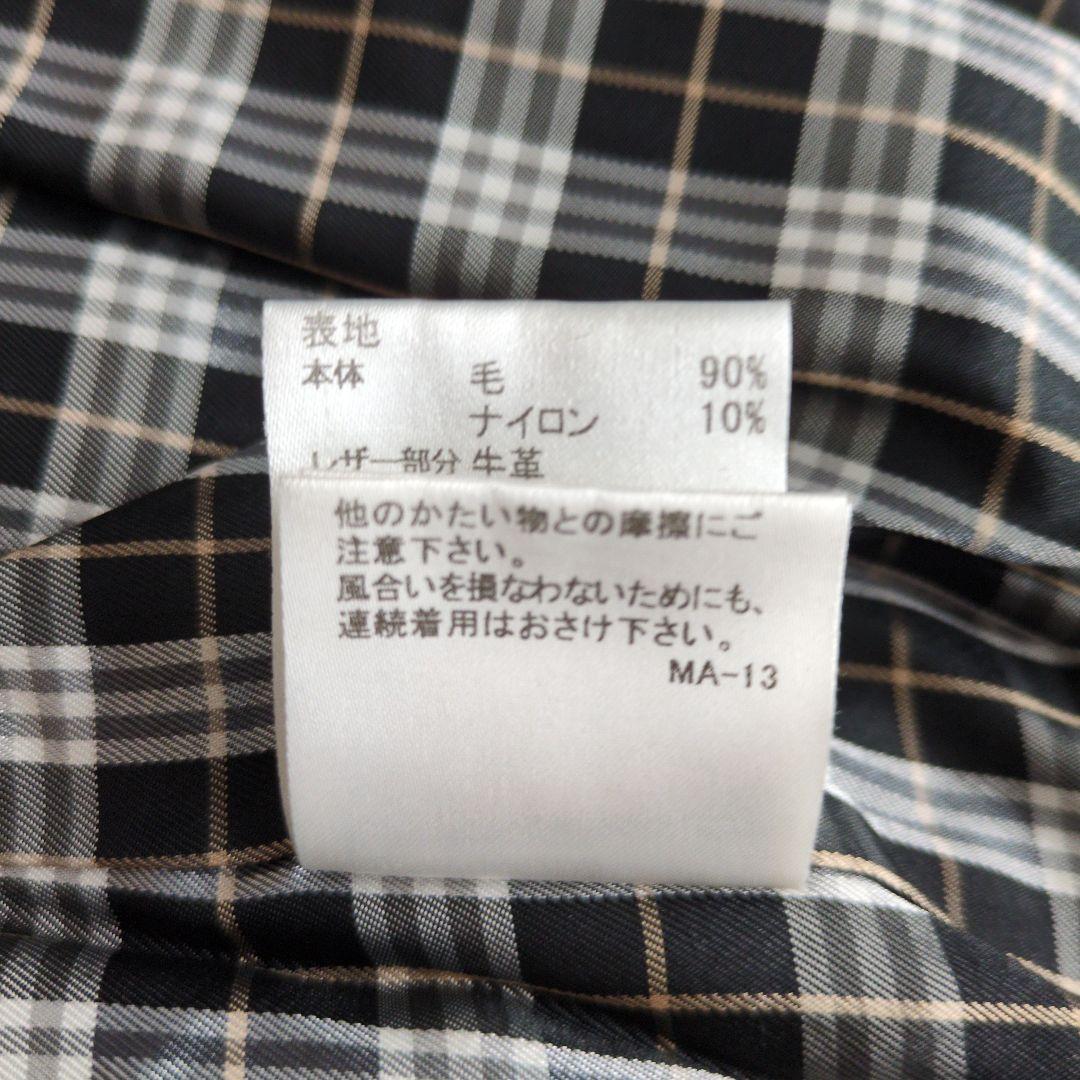 表地
本体 毛 90%
ナイロン 10%
レザー部分 牛革
他のかたい物との摩擦にご
注意下さい。
風合いを損なわないためにも、
連続着用はおさけ下さい。
MA-13